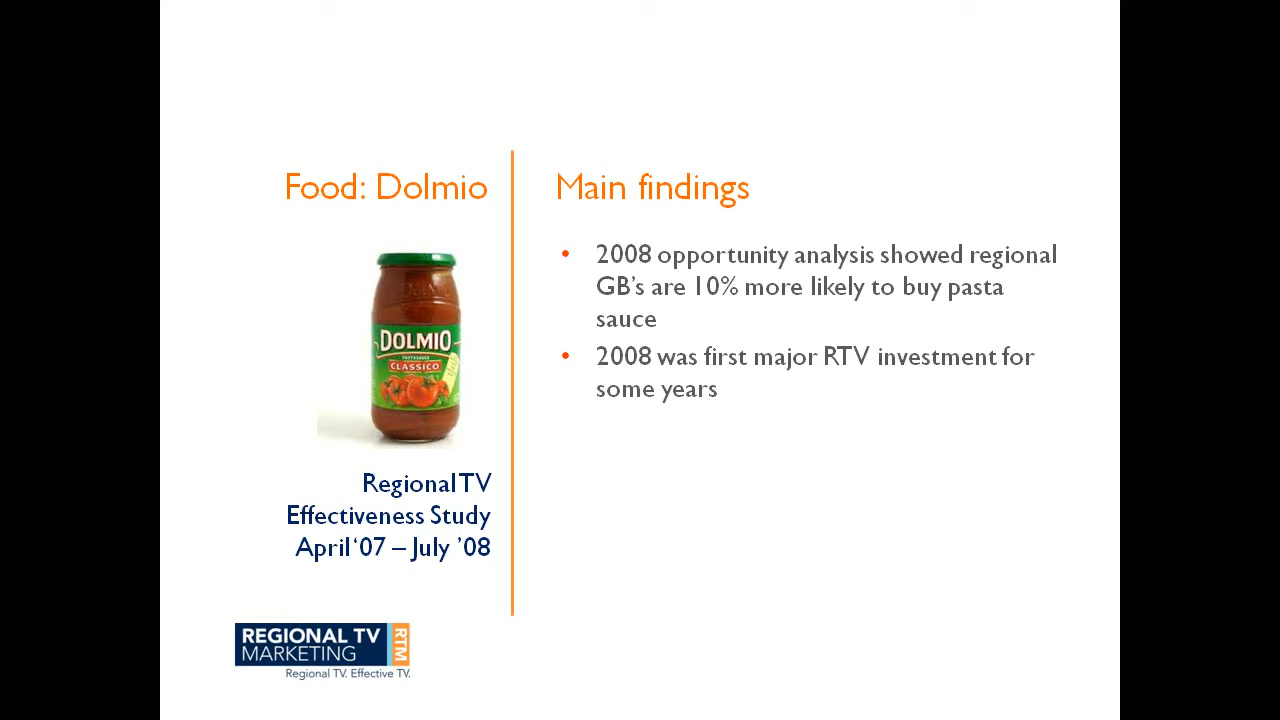 Food: Dolmio
DOLMIO
PASTASAUCE
CLASSICO
Regional TV
Effectiveness Study
April ‘07 – July ’08
Main findings
• 2008 opportunity analysis showed regional
GB’s are 10% more likely to buy pasta
sauce
• 2008 was first major RTV investment for
some years
REGIONAL TV
MARKETING
RTM
Regional TV. Effective TV.